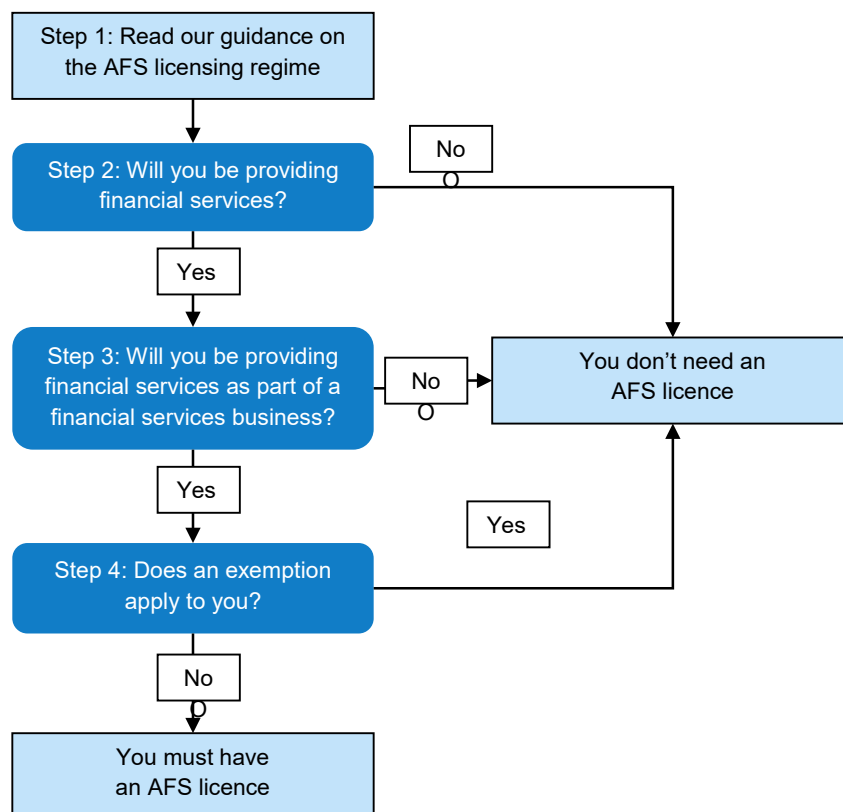 Step 1: Read our guidance on
the AFS licensing regime
No
O
Step 2: Will you be providing
financial services?
Yes
Step 3: Will you be providing
financial services as part of a
financial services business?
No
O
You don’t need an
AFS licence
Yes
Yes
Step 4: Does an exemption
apply to you?
No
O
You must have
an AFS licence